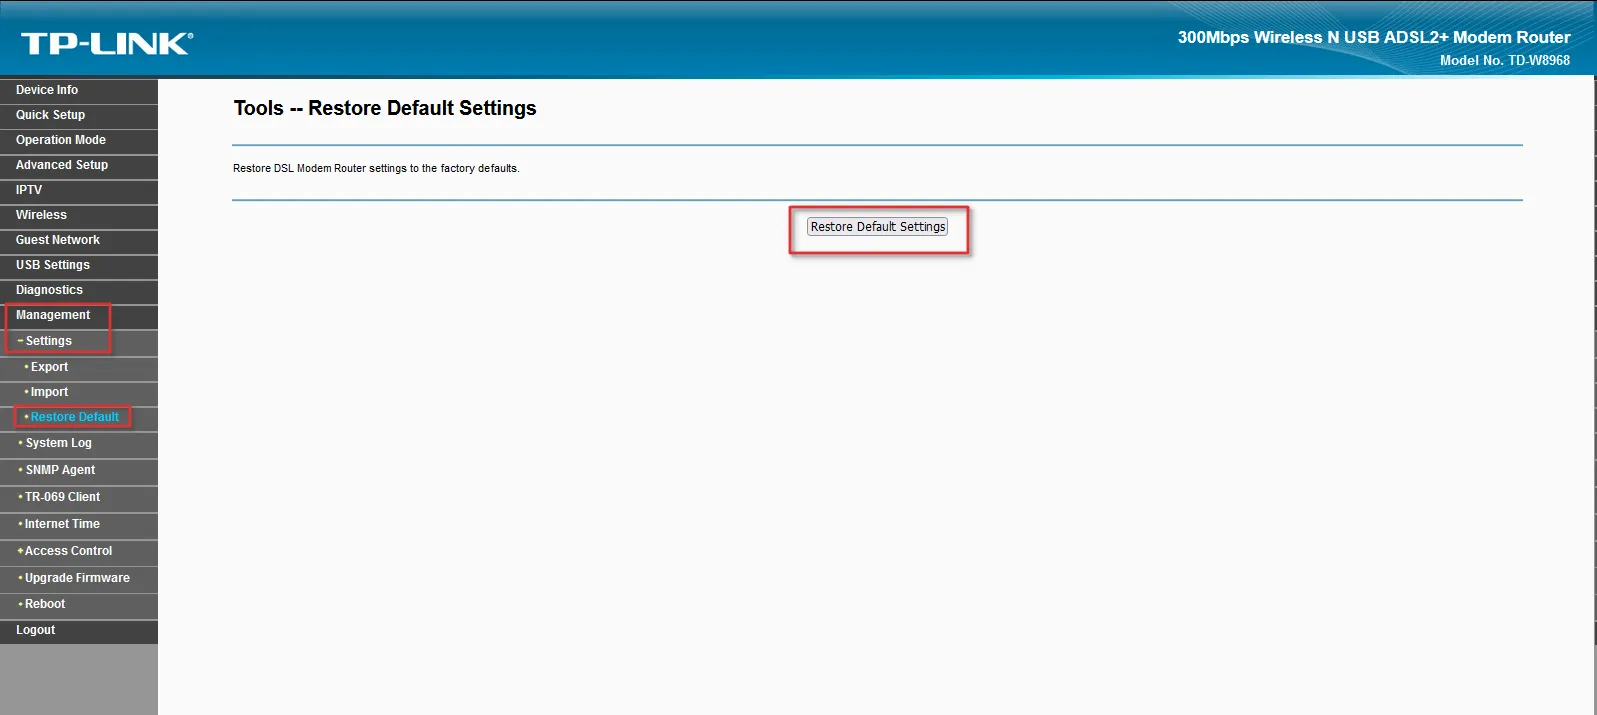 TP-LINK®
300Mbps Wireless N USB ADSL2+ Modem Router
Model No. TD-W8968
Device Info
Quick Setup
Operation Mode
Advanced Setup
IPTV
Wireless
Guest Network
USB Settings
Diagnostics
Management
Settings
Export
Import
Restore Default
System Log
SNMP Agent
TR-069 Client
Internet Time
Access Control
Upgrade Firmware
Reboot
Logout
Tools -- Restore Default Settings
Restore DSL Modem Router settings to the factory defaults.
Restore Default Settings